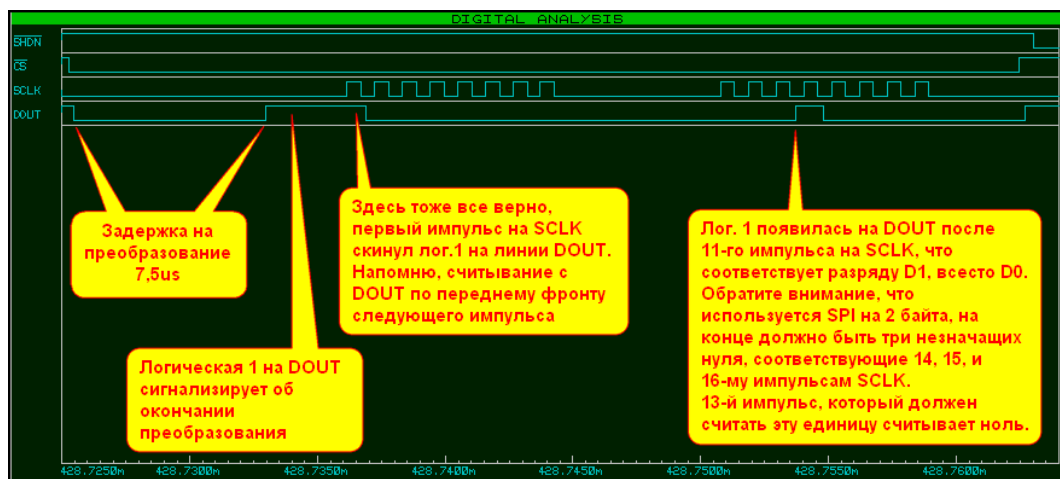 DIGITAL ANALYSIS
SHDN
CS
SCLK
DOUT
Задержка на
преобразование
7,5us
Здесь тоже все верно,
первый импульс на SCLK
скинул лог.1 на линии DOUT.
Напомню, считывание с
DOUT по переднему фронту
следующего импульса
Лог. 1 появилась на DOUT после
11-го импульса на SCLK, что
соответствует разряду D1, всесто D0.
Обратите внимание, что
используется SPI на 2 байта, на
конце должно быть три незначащих
нуля, соответствующие 14, 15, и
16-му импульсам SCLK.
13-й импульс, который должен
считать эту единицу считывает ноль.
Логическая 1 на DOUT
сигнализирует об
окончании
преобразования
428.7250m 428.7300m 428.7350m 428.7400m 428.7450m 428.7500m 428.7550m 428.7600m